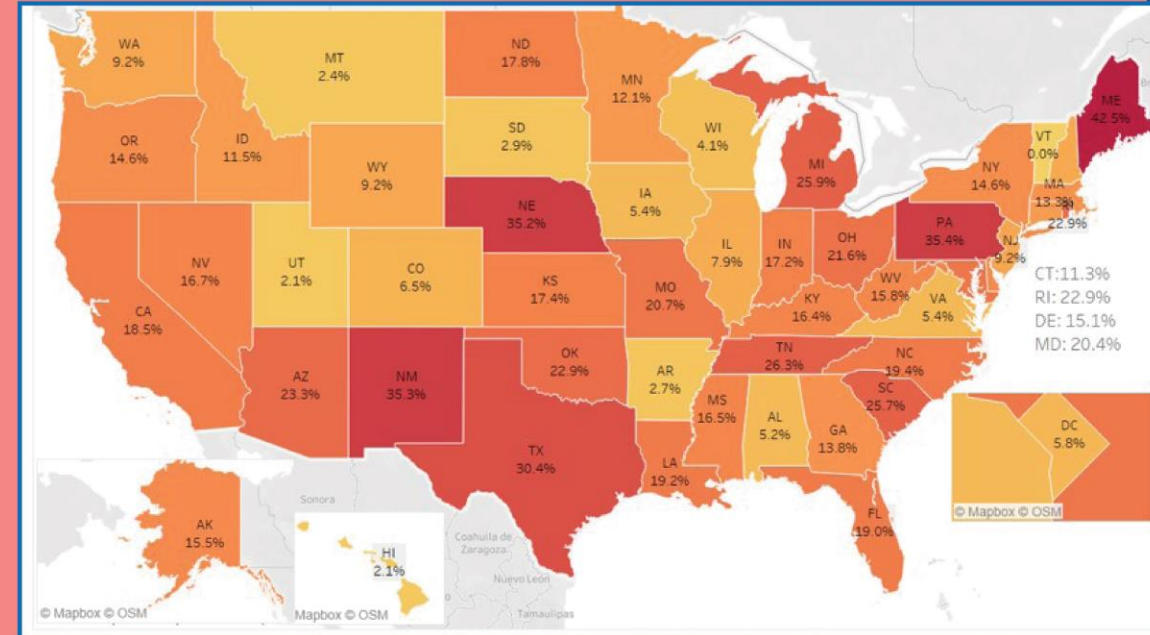 WA
9.2%
MT
2.4%
ND
17.8%
MN
12.1%
ME
42.5%
OR
14.6%
ID
11.5%
WY
9.2%
SD
2.9%
WI
4.1%
MI
25.9%
VT
0.0%
NY
14.6%
MA
13.3%
22.9%
NE
35.2%
IA
5.4%
PA
35.4%
NJ
9.2%
NV
16.7%
UT
2.1%
CO
6.5%
IL
7.9%
IN
17.2%
OH
21.6%
WV
15.8%
VA
5.4%
CT:11.3%
RI: 22.9%
DE: 15.1%
MD: 20.4%
CA
18.5%
KS
17.4%
MO
20.7%
KY
16.4%
AZ
23.3%
NM
35.3%
OK
22.9%
AR
2.7%
TN
26.3%
NC
19.4%
SC
25.7%
MS
16.5%
AL
5.2%
GA
13.8%
TX
30.4%
LA
19.2%
FL
19.0%
DC
5.8%
© Mapbox © OSM
AK
15.5%
© Mapbox © OSM
HI
2.1%
Mapbox © OSM
Sonora
Coahuila de
Zaragoza
Nuevo León
Tamaulipas